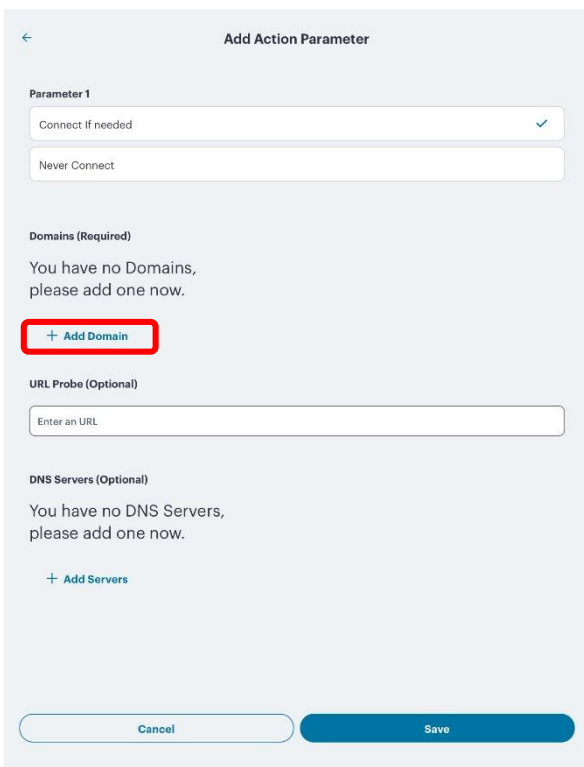 Add Action Parameter
Parameter 1
Connect If needed
Never Connect
Domains (Required)
You have no Domains,
please add one now.
+ Add Domain
URL Probe (Optional)
Enter an URL
DNS Servers (Optional)
You have no DNS Servers,
please add one now.
+ Add Servers
Cancel
Save